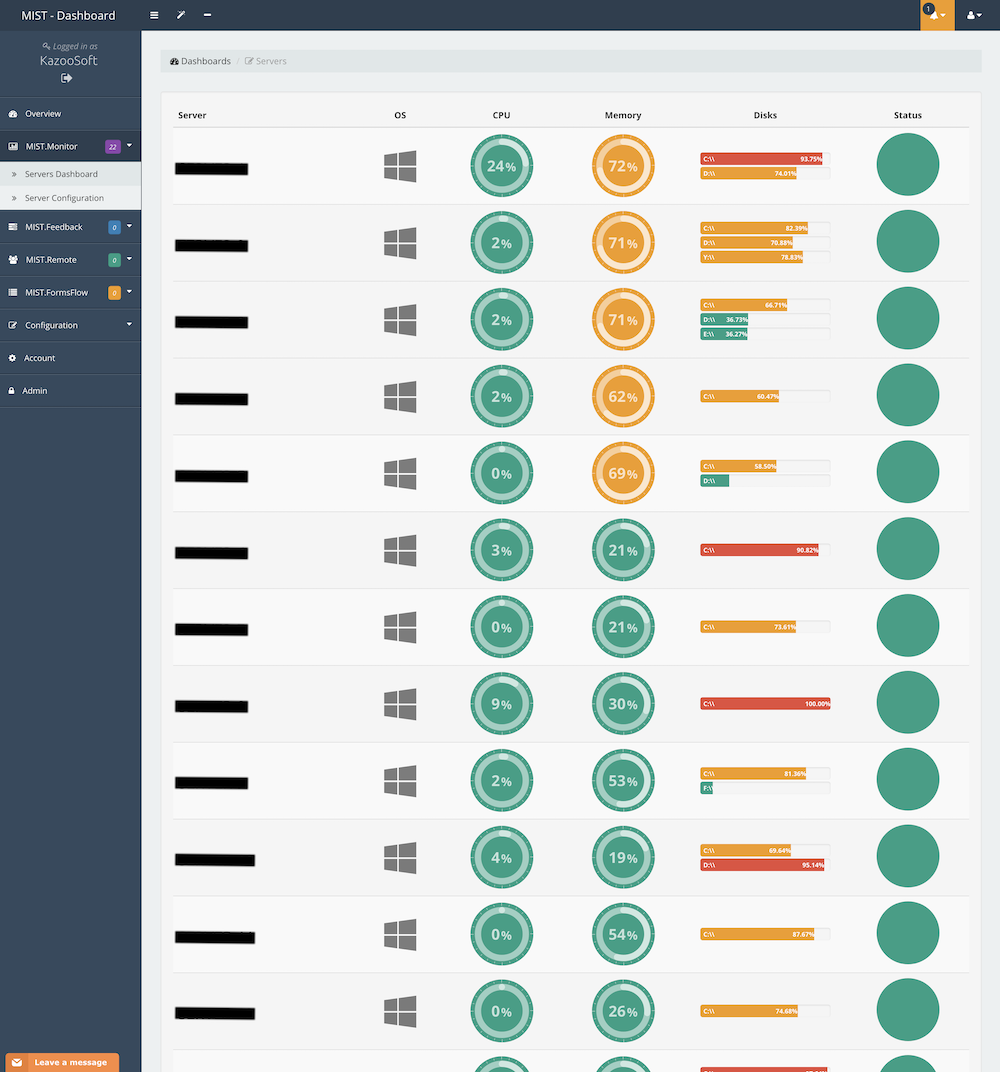 MIST - Dashboard
1
Logged in as
KazooSoft
Overview
MIST.Monitor 22
Servers Dashboard
Server Configuration
MIST.Feedback 0
MIST.Remote 0
MIST.FormsFlow 0
Configuration
Account
Admin
Leave a message
Dashboards / Servers
Server OS CPU Memory Disks Status
24% 72%
C:\\ 93.75%
D:\\ 74.01%
2% 71%
C:\\ 82.39%
D:\\ 70.88%
Y:\\ 78.83%
2% 71%
C:\\ 66.71%
D:\\ 36.73%
E:\\ 36.27%
2% 62%
C:\\ 60.47%
0% 69%
C:\\ 58.50%
D:\\
3% 21%
C:\\ 90.82%
0% 21%
C:\\ 73.61%
9% 30%
C:\\ 100.00%
2% 53%
C:\\ 81.36%
F:\\
4% 19%
C:\\ 69.64%
D:\\ 95.14%
0% 54%
C:\\ 87.67%
0% 26%
C:\\ 74.68%